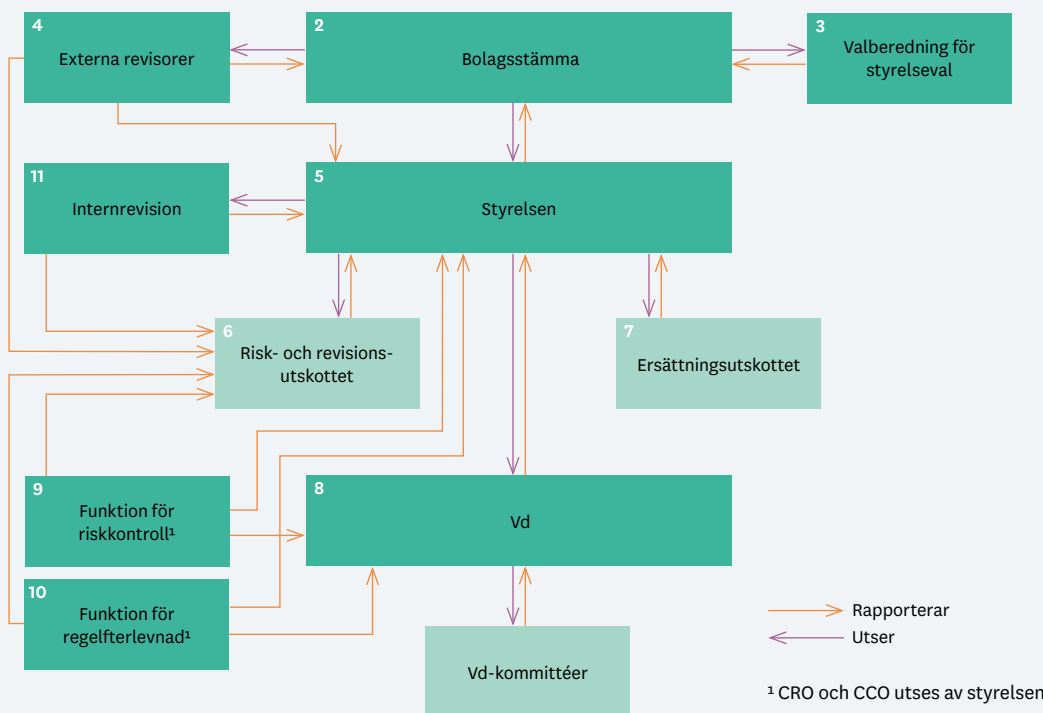 4
Externa revisorer
2
Bolagsstämma
3
Valberedning för
styrelseval
11
Internrevision
5
Styrelsen
6
Risk- och revisions-
utskottet
7
Ersättningsutskottet
9
Funktion för
riskkontroll¹
8
Vd
10
Funktion för
regelfterlevnad¹
Vd-kommittéer
Rapporterar
Utser
¹ CRO och CCO utses av styrelsen